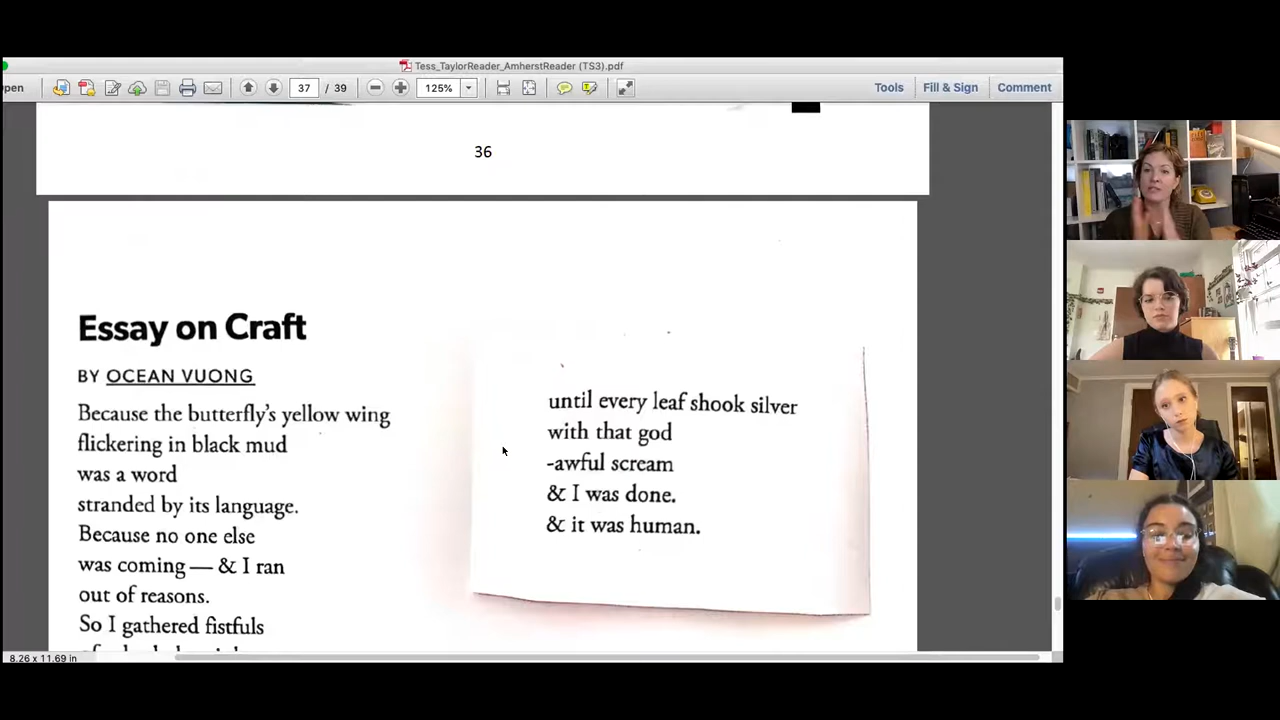 Tess_TaylorReader_AmherstReader (TS3).pdf
pen
37 / 39
125%
Tools
Fill & Sign
Comment
36
Essay on Craft
BY OCEAN VUONG
Because the butterfly's yellow wing
flickering in black mud
was a word
stranded by its language.
Because no one else
was coming — & I ran
out of reasons.
So I gathered fistfuls
until every leaf shook silver
with that god
-awful scream
& I was done.
& it was human.
8.26 x 11.69 in